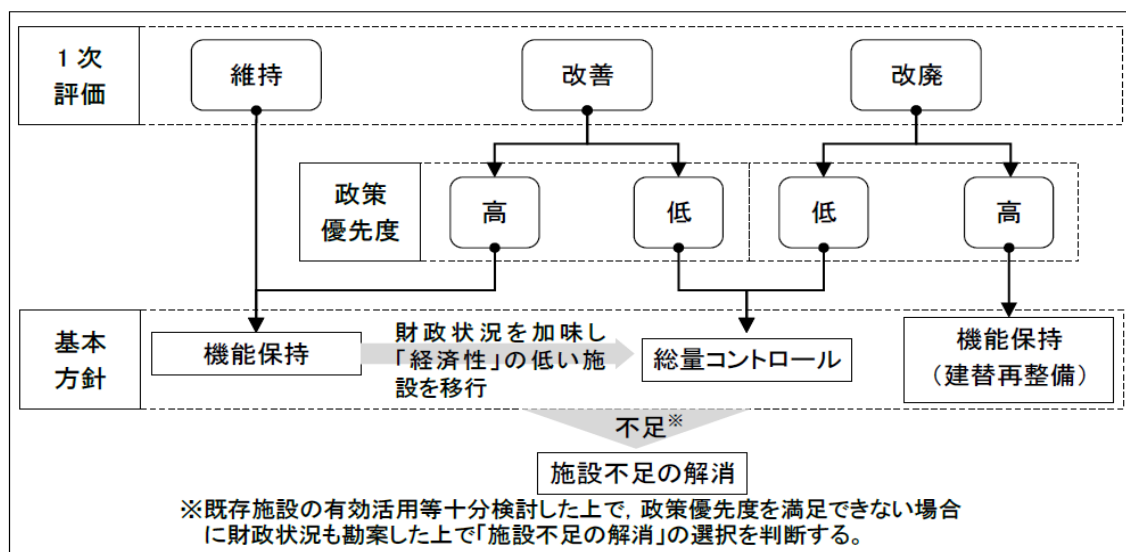 1次
評価
維持
改善
改廃
政策
優先度
高
低
低
高
基本
方針
機能保持
財政状況を加味し
「経済性」の低い施
設を移行
総量コントロール
機能保持
（建替再整備）
不足※
施設不足の解消
※既存施設の有効活用等十分検討した上で，政策優先度を満足できない場合
に財政状況も勘案した上で「施設不足の解消」の選択を判断する。